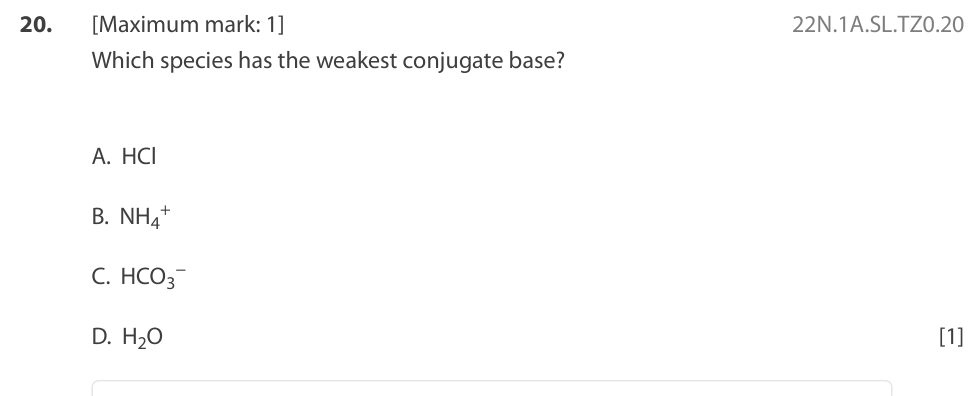 20. [Maximum mark: 1] 22N.1A.SL.TZ0.20
Which species has the weakest conjugate base?
A. HCl
B. NH₄⁺
C. HCO₃⁻
D. H₂O [1]